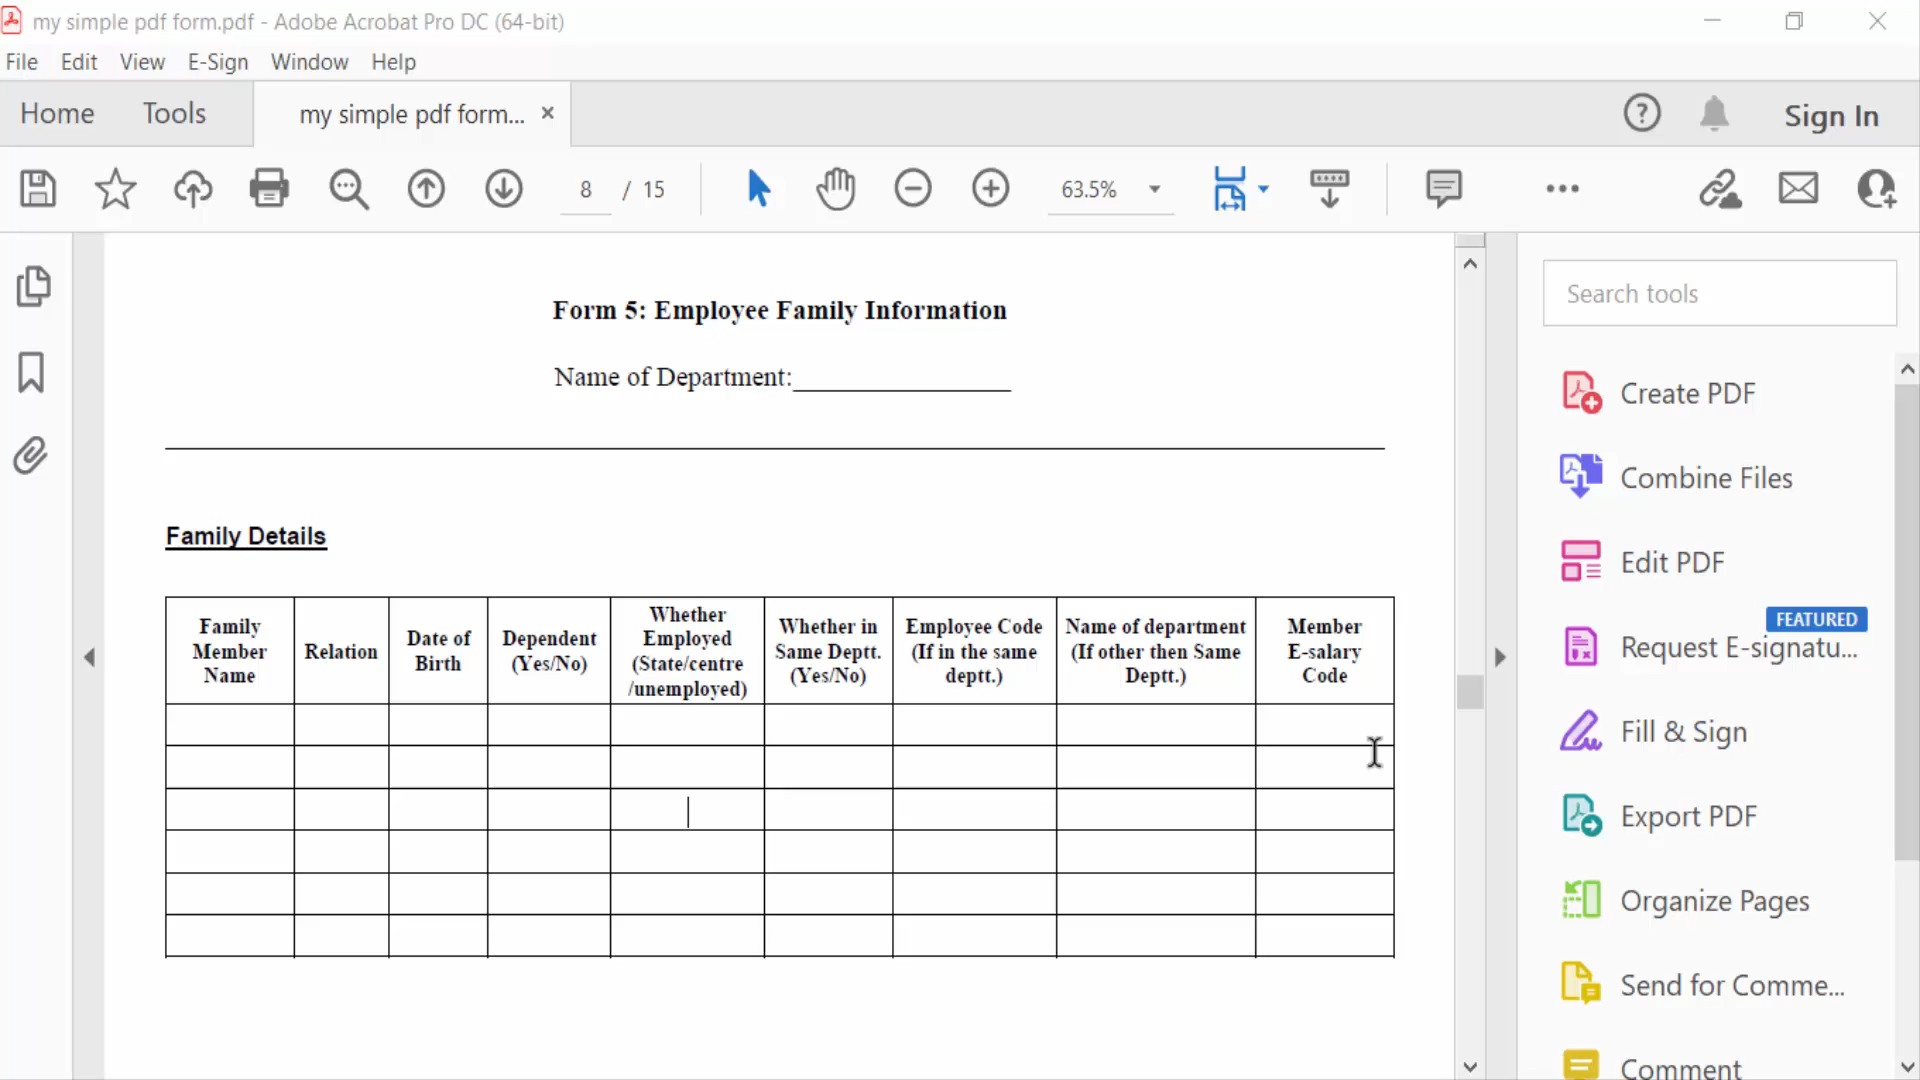 my simple pdf form.pdf - Adobe Acrobat Pro DC (64-bit)
File Edit View E-Sign Window Help
Home Tools my simple pdf form... × Sign In
8 / 15 63.5%
Form 5: Employee Family Information
Name of Department:________________
Family Details
Family Member Name
Relation
Date of Birth
Dependent (Yes/No)
Whether Employed (State/centre /unemployed)
Whether in Same Deptt. (Yes/No)
Employee Code (If in the same deptt.)
Name of department (If other then Same Deptt.)
Member E-salary Code
Search tools
Create PDF
Combine Files
Edit PDF
FEATURED
Request E-signatu...
Fill & Sign
Export PDF
Organize Pages
Send for Comme...
Comment